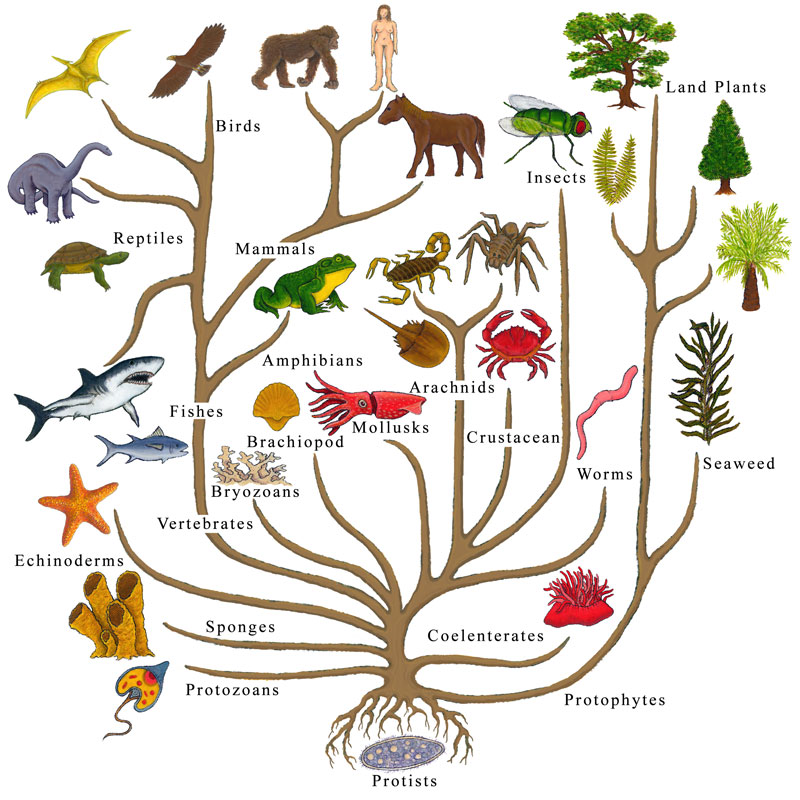 Land Plants
Birds
Insects
Reptiles
Mammals
Amphibians
Arachnids
Fishes
Mollusks
Crustacean
Brachiopod
Seaweed
Worms
Bryozoans
Vertebrates
Echinoderms
Sponges
Coelenterates
Protozoans
Protophytes
Protists